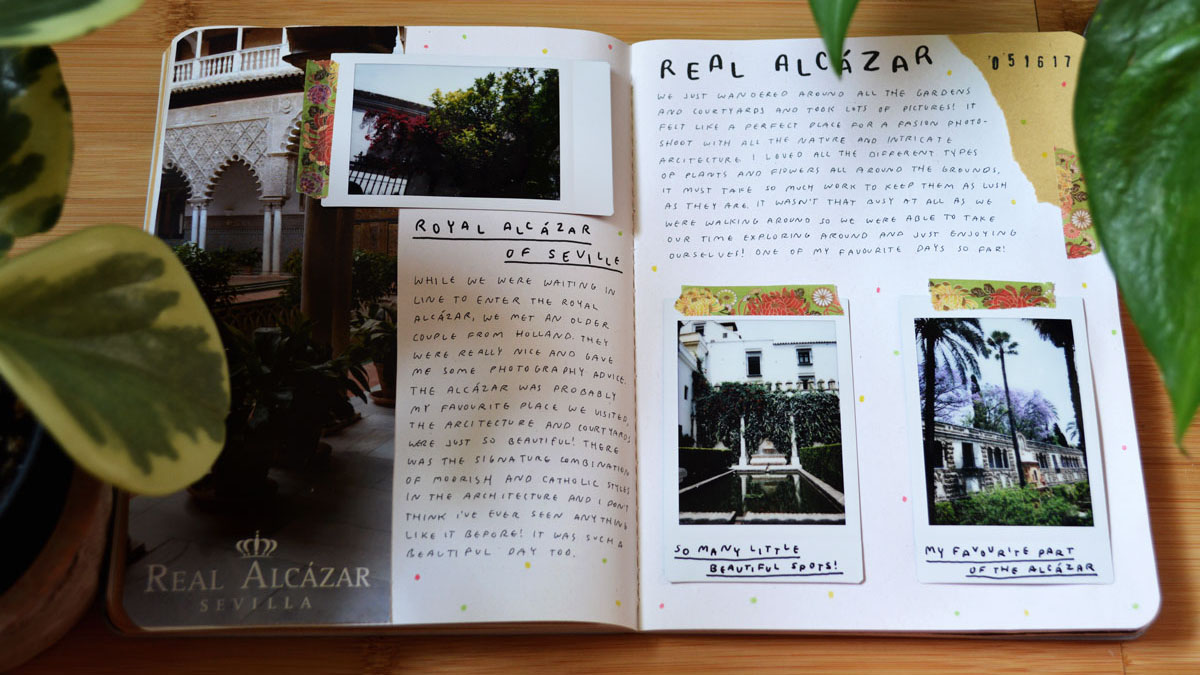 ROYAL ALCÁZAR
OF SEVILLE
WHILE WE WERE WAITING IN
LINE TO ENTER THE ROYAL
ALCÁZAR, WE MET AN OLDER
COUPLE FROM HOLLAND. THEY
WERE REALLY NICE AND GAVE
ME SOME PHOTOGRAPHY ADVICE.
THE ALCÁZAR WAS PROBABLY
MY FAVOURITE PLACE WE VISITED.
THE ARCITECTURE AND COURTYARDS
WERE JUST SO BEAUTIFUL! THERE
WAS THE SIGNATURE COMBINATION
OF MOORISH AND CATHOLIC STYLES
IN THE ARCHITECTURE AND I DON'T
THINK I'VE EVER SEEN ANYTHING
LIKE IT BEFORE! IT WAS SUCH A
BEAUTIFUL DAY TOO.
REAL ALCÁZAR
SEVILLA
REAL ALCÁZAR
051617
WE JUST WANDERED AROUND ALL THE GARDENS
AND COURTYARDS AND TOOK LOTS OF PICTURES! IT
FELT LIKE A PERFECT PLACE FOR A FASION PHOTO-
SHOOT WITH ALL THE NATURE AND INTRICATE
ARCITECTURE. I LOVED ALL THE DIFFERENT TYPES
OF PLANTS AND FLOWERS ALL AROUND THE GROUNDS,
IT MUST TAKE SO MUCH WORK TO KEEP THEM AS LUSH
AS THEY ARE. IT WASN'T THAT BUSY AT ALL AS WE
WERE WALKING AROUND SO WE WERE ABLE TO TAKE
OUR TIME EXPLORING AROUND AND JUST ENJOYING
OURSELVES! ONE OF MY FAVOURITE DAYS SO FAR!
SO MANY LITTLE
BEAUTIFUL SPOTS!
MY FAVOURITE PART
OF THE ALCÁZAR